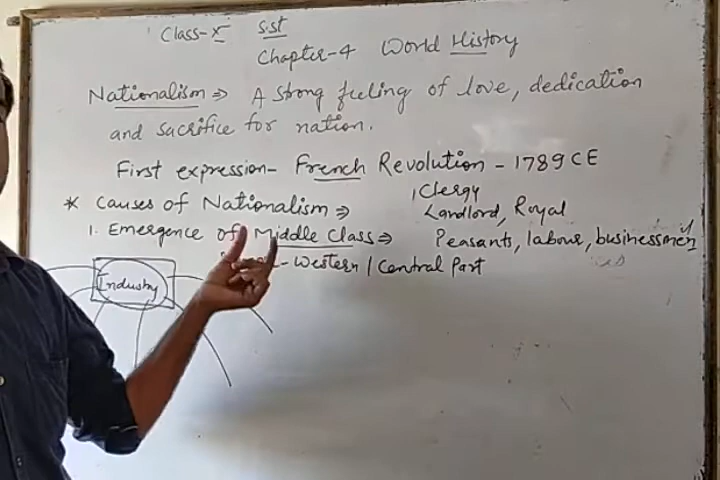 Class-X S.St
Chapter-4 World History
Nationalism ⇒ A strong feeling of love, dedication
and sacrifice for nation.
First expression- French Revolution - 1789 CE
* Causes of Nationalism ⇒ 1 Clergy
Landlord, Royal
1. Emergence of Middle Class ⇒ Peasants, labour, businessmen
- Western / Central Part
Industry